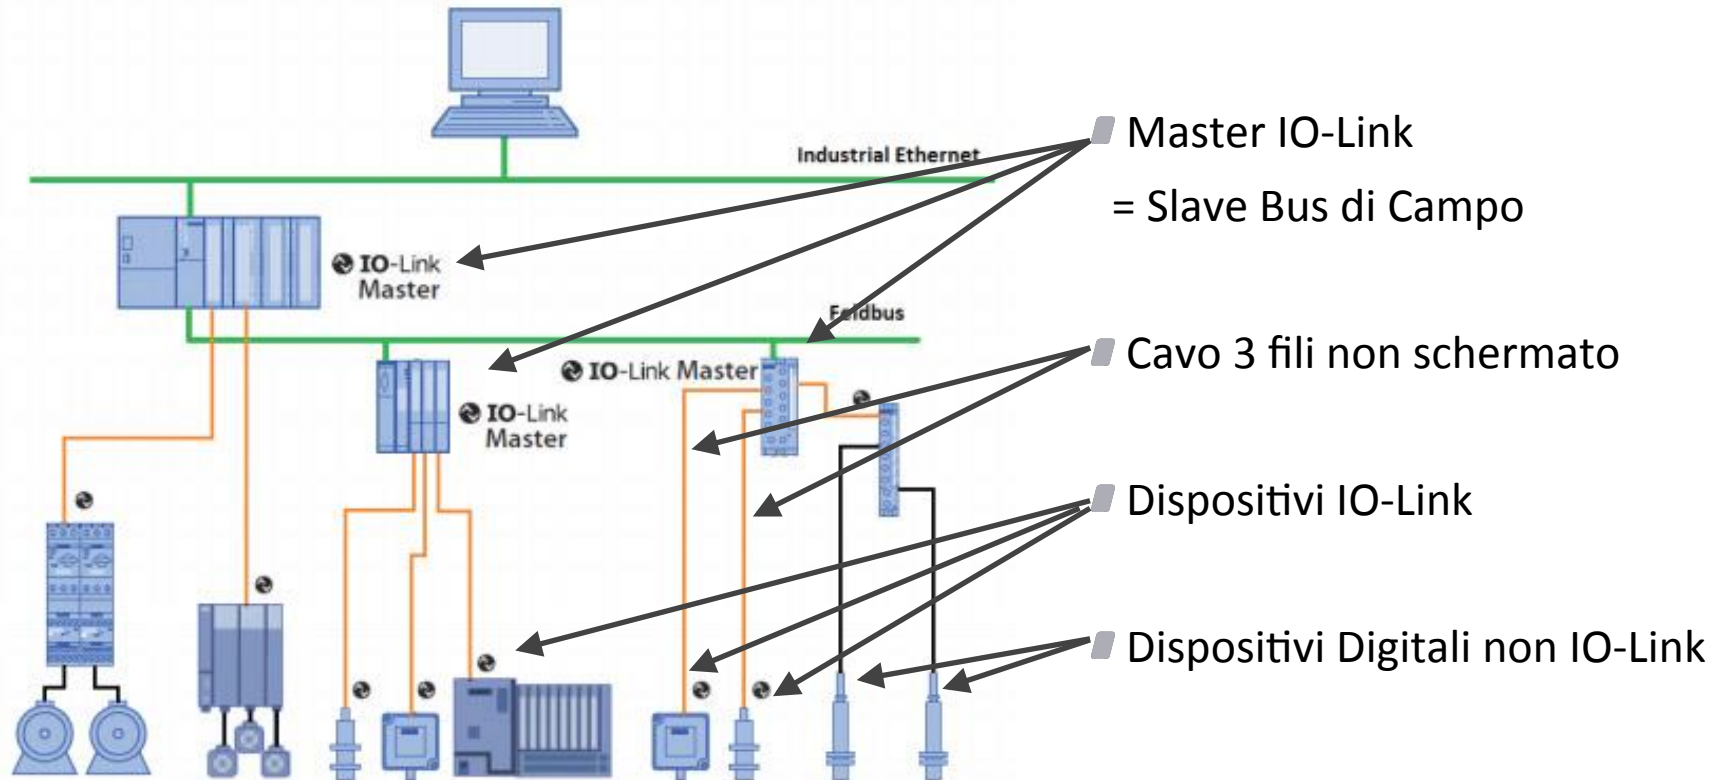 Industrial Ethernet
IO-Link
Master
Feldbus
IO-Link Master
IO-Link
Master
Master IO-Link
= Slave Bus di Campo
Cavo 3 fili non schermato
Dispositivi IO-Link
Dispositivi Digitali non IO-Link